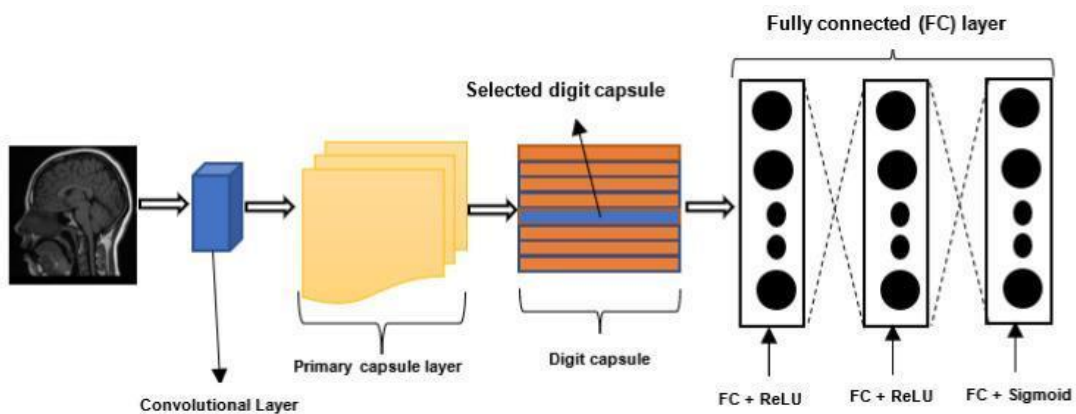 Fully connected (FC) layer
Selected digit capsule
Primary capsule layer
Digit capsule
Convolutional Layer
FC + ReLU
FC + ReLU
FC + Sigmoid